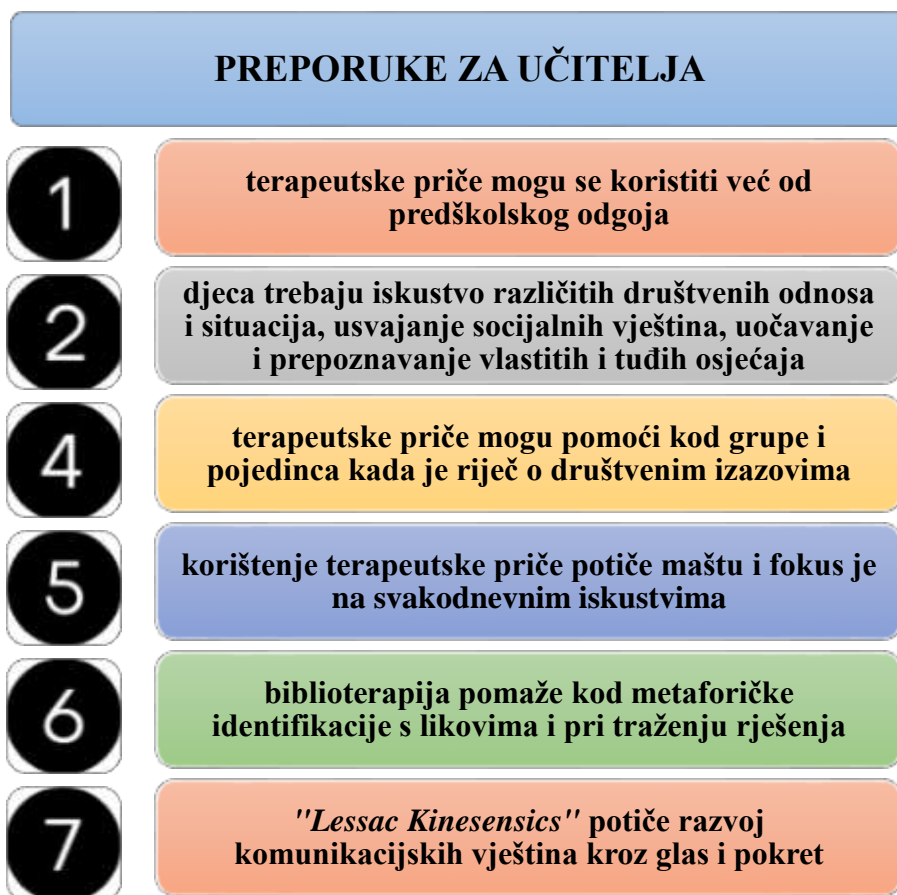 PREPORUKE ZA UČITELJA
1
terapeutske priče mogu se koristiti već od
predškolskog odgoja
2
djeca trebaju iskustvo različitih društvenih odnosa
i situacija, usvajanje socijalnih vještina, uočavanje
i prepoznavanje vlastitih i tuđih osjećaja
4
terapeutske priče mogu pomoći kod grupe i
pojedinca kada je riječ o društvenim izazovima
5
korištenje terapeutske priče potiče maštu i fokus je
na svakodnevnim iskustvima
6
biblioterapija pomaže kod metaforičke
identifikacije s likovima i pri traženju rješenja
7
"Lessac Kinesensics" potiče razvoj
komunikacijskih vještina kroz glas i pokret